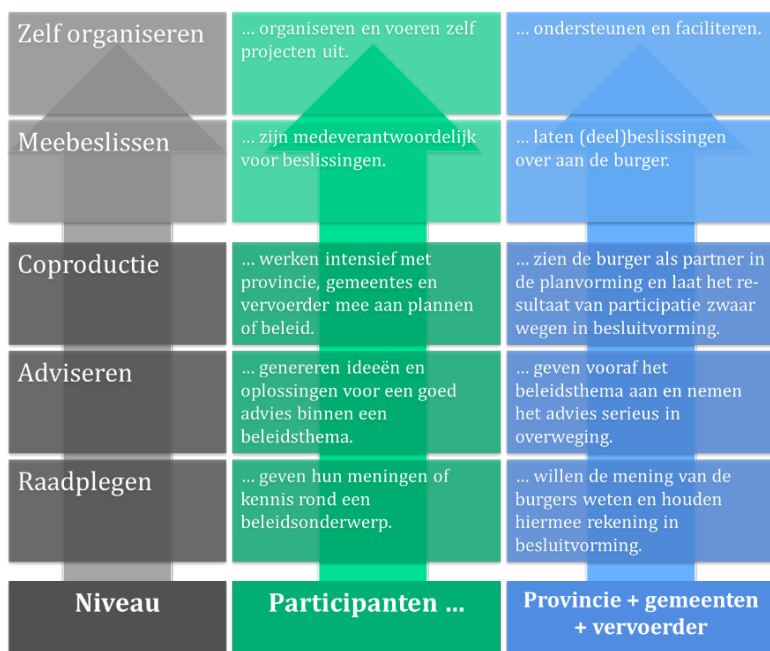 Zelf organiseren
... organiseren en voeren zelf
projecten uit.
... ondersteunen en faciliteren.
Meebeslissen
... zijn medeverantwoordelijk
voor beslissingen.
... laten (deel)beslissingen
over aan de burger.
Coproductie
... werken intensief met
provincie, gemeentes en
vervoerder mee aan plannen
of beleid.
... zien de burger als partner in
de planvorming en laat het re-
sultaat van participatie zwaar
wegen in besluitvorming.
Adviseren
... genereren ideeën en
oplossingen voor een goed
advies binnen een
beleidsthema.
... geven vooraf het
beleidsthema aan en nemen
het advies serieus in
overweging.
Raadplegen
... geven hun meningen of
kennis rond een
beleidsonderwerp.
... willen de mening van de
burgers weten en houden
hiermee rekening in
besluitvorming.
Niveau
Participanten ...
Provincie + gemeenten
+ vervoerder